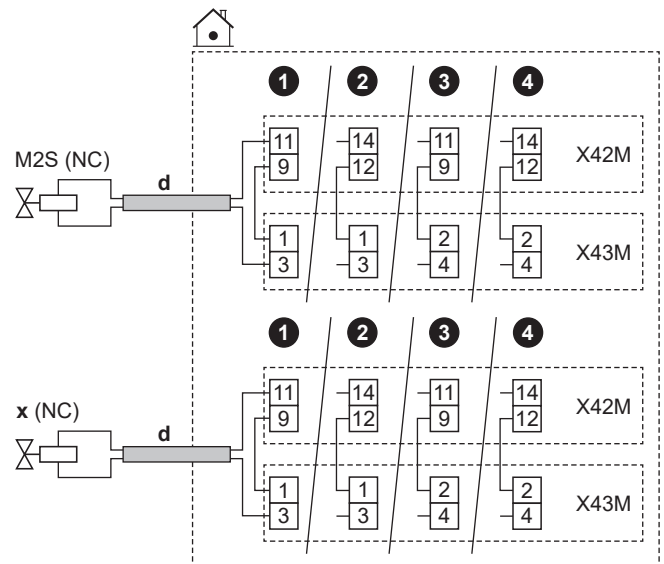 1 2 3 4
11 14 11 14
X42M
M2S (NC)
9 12 9 12
d
1 1 2 2
X43M
3 3 4 4
1 2 3 4
11 14 11 14
X42M
x (NC)
9 12 9 12
d
1 1 2 2
X43M
3 3 4 4